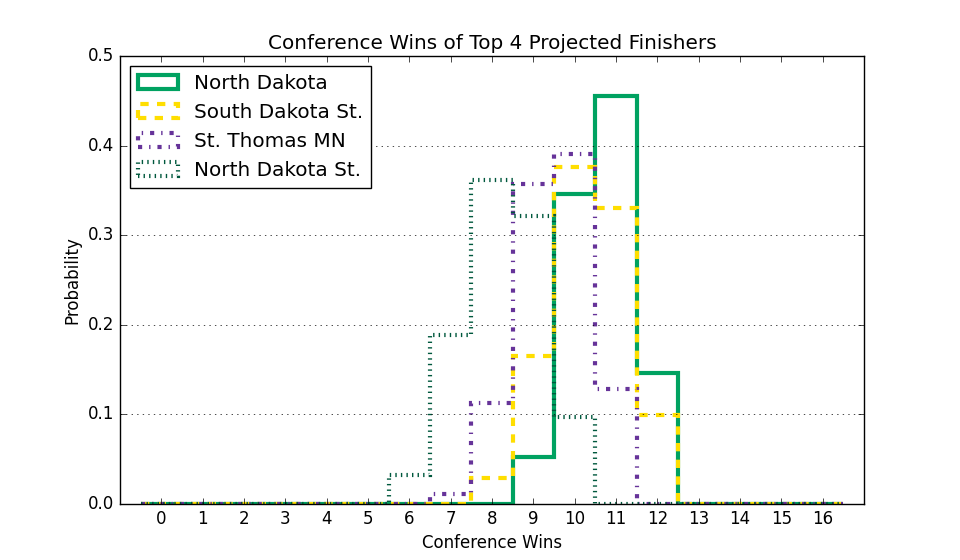 Conference Wins of Top 4 Projected Finishers
0.5
0.4
0.3
0.2
0.1
0.0
Probability
North Dakota
South Dakota St.
St. Thomas MN
North Dakota St.
0 1 2 3 4 5 6 7 8 9 10 11 12 13 14 15 16
Conference Wins